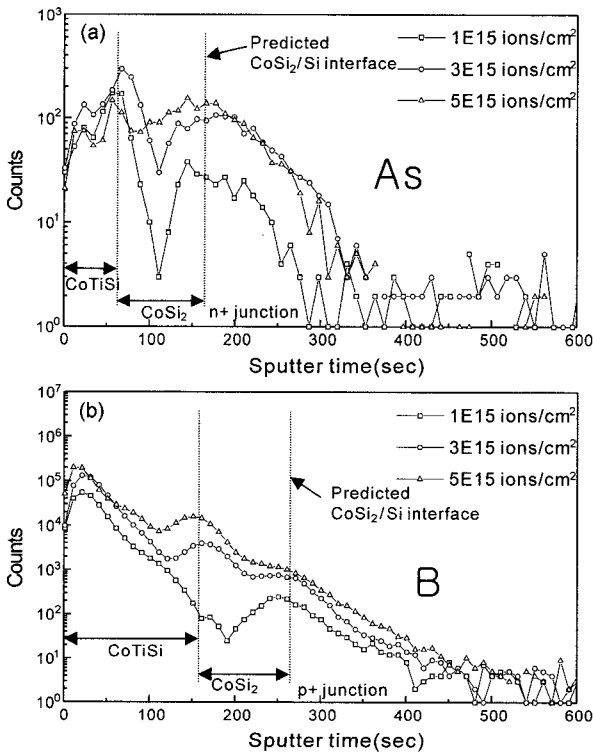 (a)
Predicted
CoSi₂/Si interface
1E15 ions/cm²
3E15 ions/cm²
5E15 ions/cm²
As
CoTiSi
CoSi₂
n+ junction
Counts
10³
10²
10¹
10⁰
0 100 200 300 400 500 600
Sputter time(sec)
(b)
1E15 ions/cm²
3E15 ions/cm²
5E15 ions/cm²
Predicted
CoSi₂/Si interface
B
CoTiSi
CoSi₂
p+ junction
Counts
10⁷
10⁶
10⁵
10⁴
10³
10²
10¹
10⁰
0 100 200 300 400 500 600
Sputter time(sec)